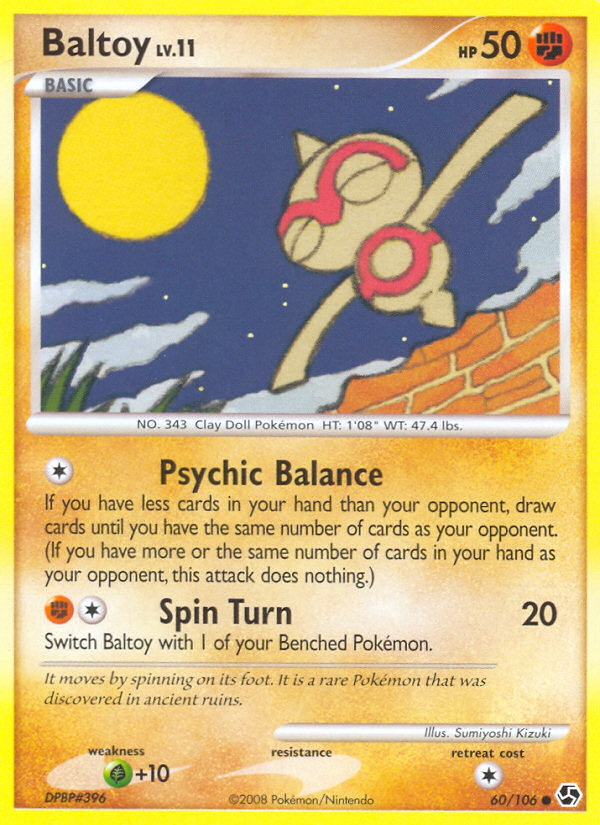 Baltoy LV.11
HP 50
BASIC
NO. 343 Clay Doll Pokémon HT: 1'08" WT: 47.4 lbs.
Psychic Balance
If you have less cards in your hand than your opponent, draw
cards until you have the same number of cards as your opponent.
(If you have more or the same number of cards in your hand as
your opponent, this attack does nothing.)
Spin Turn 20
Switch Baltoy with 1 of your Benched Pokémon.
It moves by spinning on its foot. It is a rare Pokémon that was
discovered in ancient ruins.
Illus. Sumiyoshi Kizuki
weakness resistance retreat cost
+10
DPBP#396 ©2008 Pokémon/Nintendo 60/106